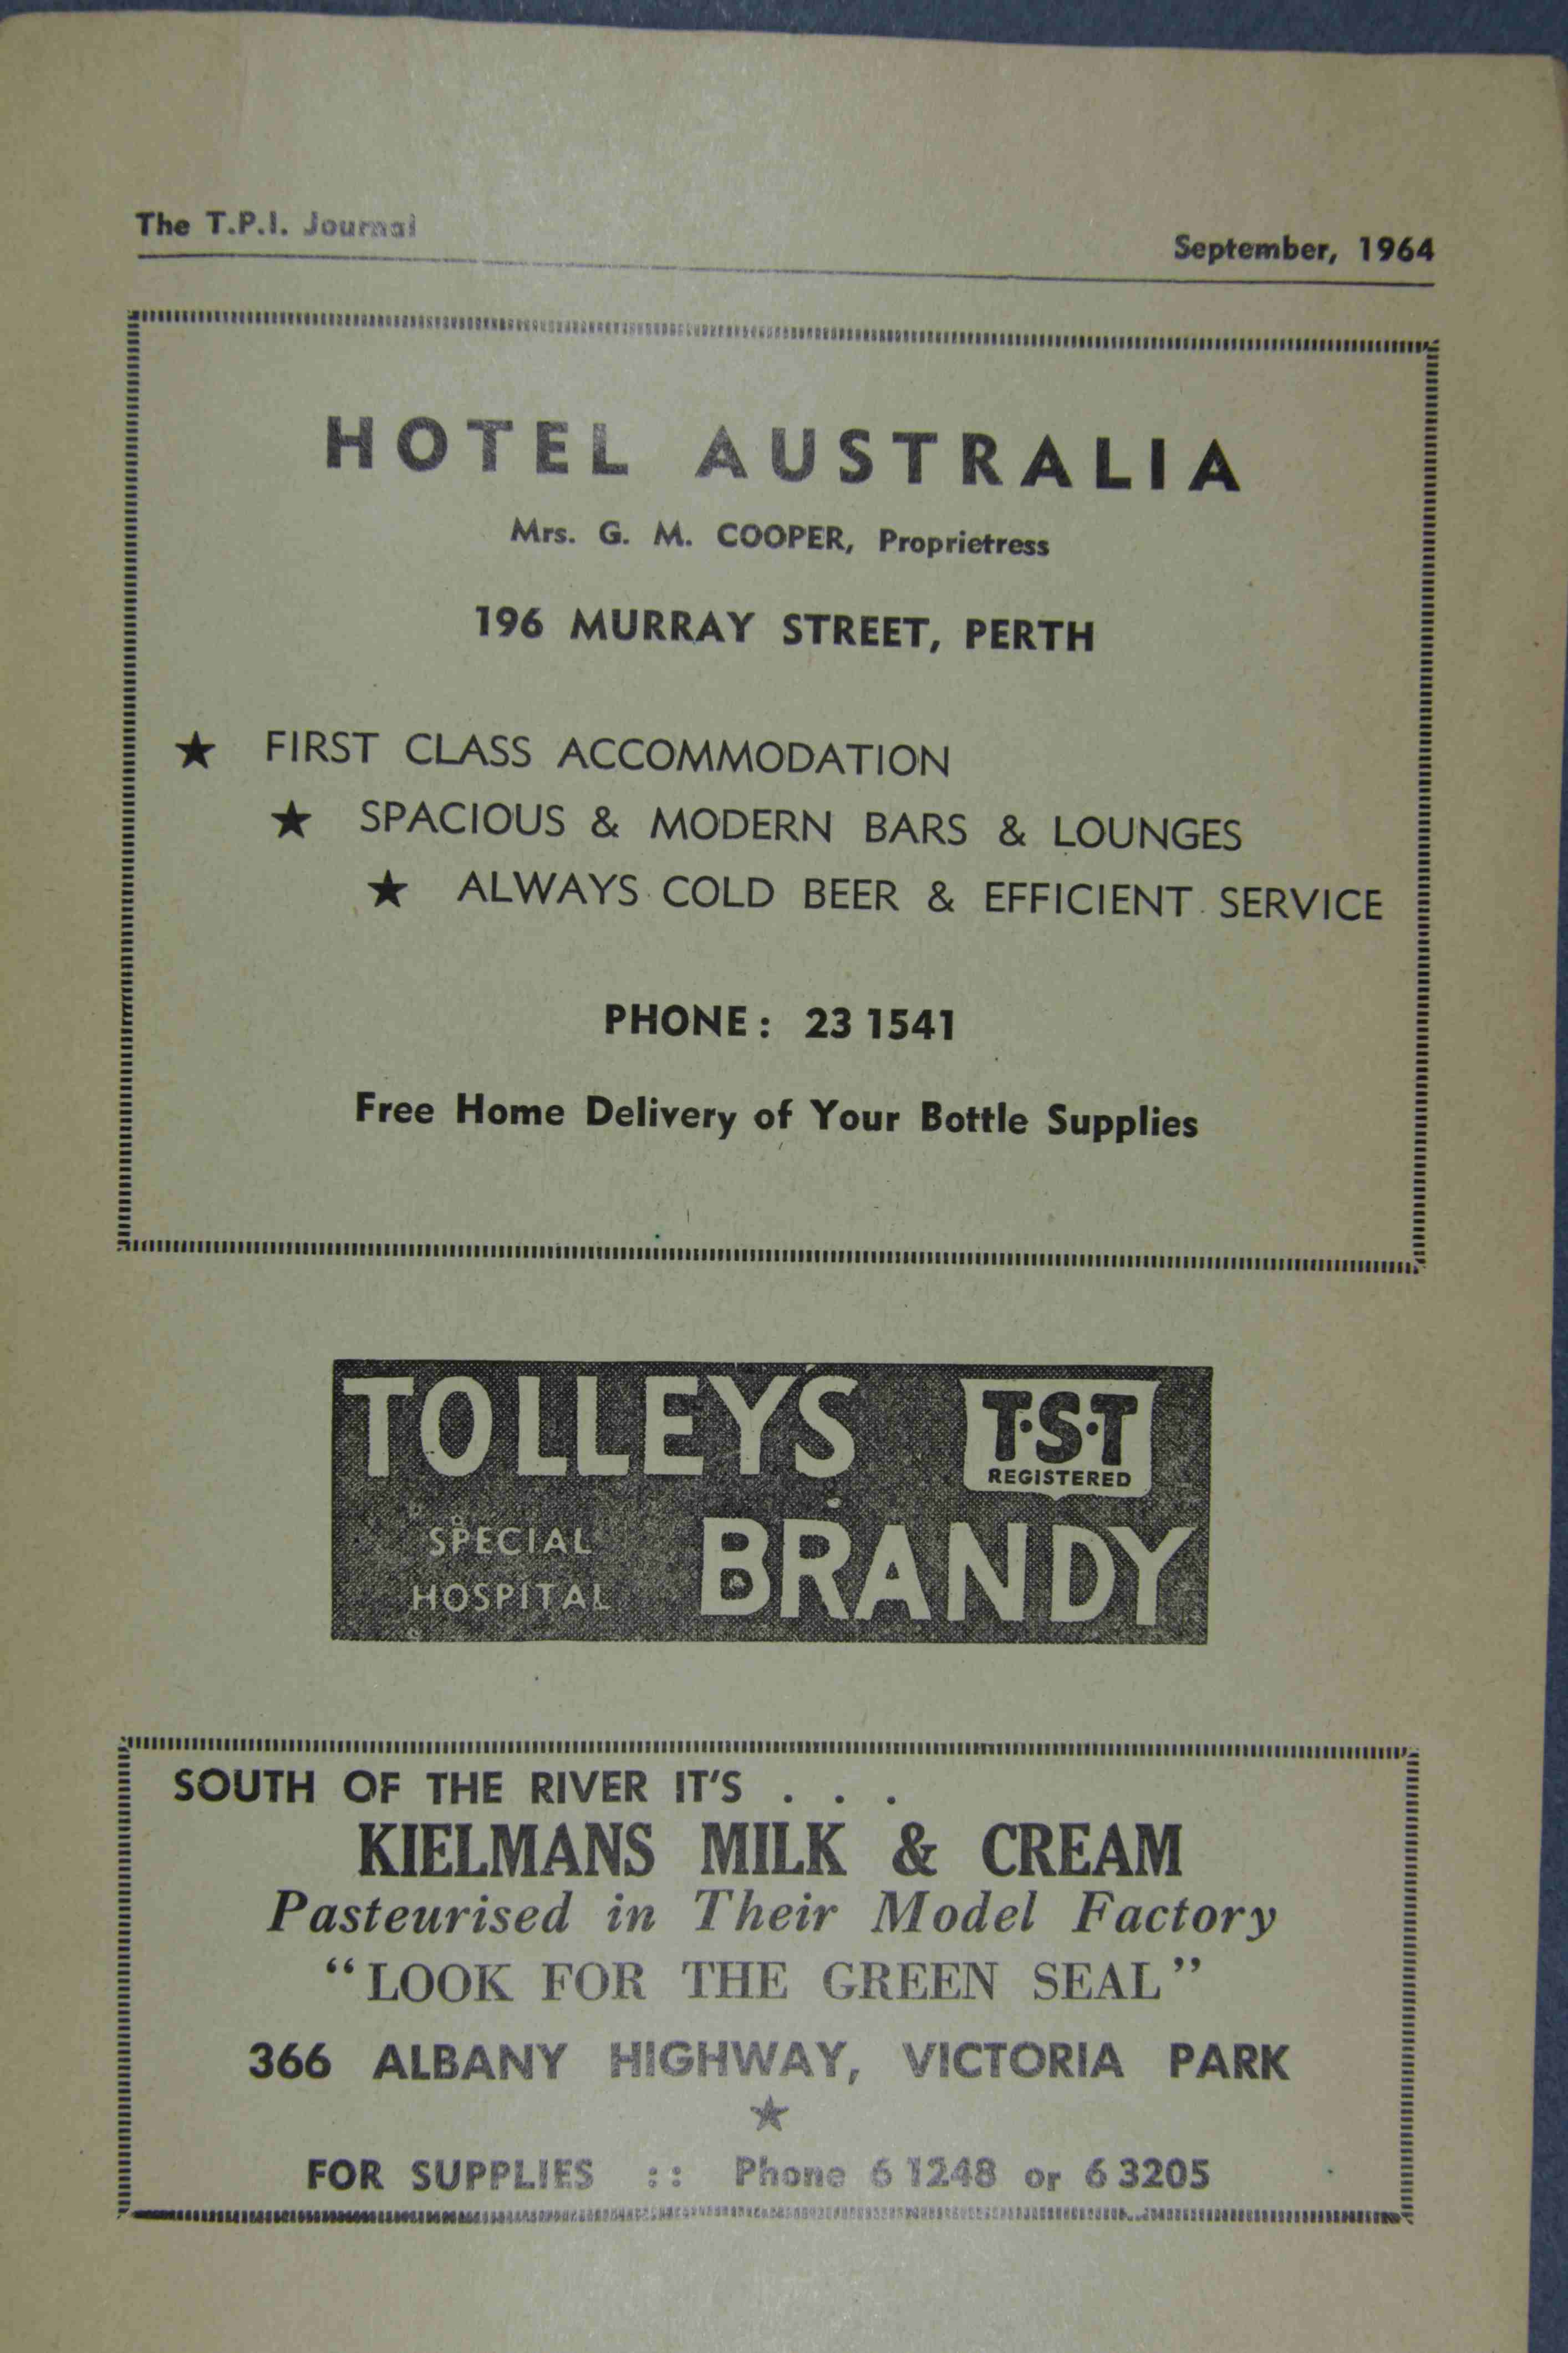 The T.P.I. Journal
September, 1964
HOTEL AUSTRALIA
Mrs. G. M. COOPER, Proprietress
196 MURRAY STREET, PERTH
★ FIRST CLASS ACCOMMODATION
★ SPACIOUS & MODERN BARS & LOUNGES
★ ALWAYS COLD BEER & EFFICIENT SERVICE
PHONE: 23 1541
Free Home Delivery of Your Bottle Supplies
TOLLEY'S
T·S·T
REGISTERED
SPECIAL
HOSPITAL
BRANDY
SOUTH OF THE RIVER IT'S . . .
KIELMANS MILK & CREAM
Pasteurised in Their Model Factory
"LOOK FOR THE GREEN SEAL"
366 ALBANY HIGHWAY, VICTORIA PARK
★
FOR SUPPLIES :: Phone 6 1248 or 6 3205